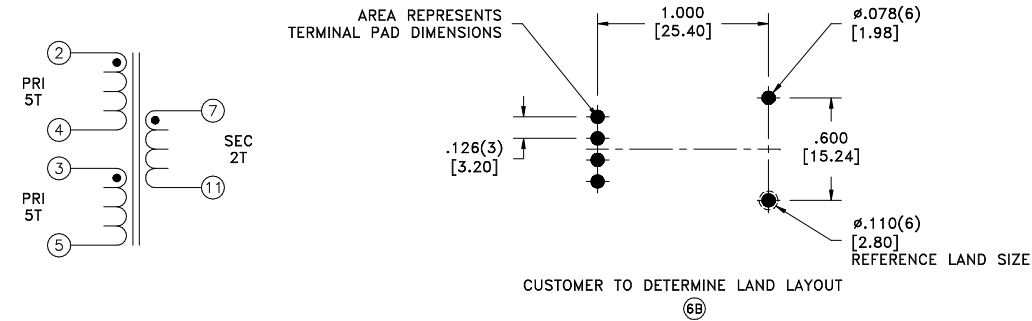 2
PRI
5T
4
3
PRI
5T
5
7
SEC
2T
11
AREA REPRESENTS
TERMINAL PAD DIMENSIONS
1.000
[25.40]
ø.078(6)
[1.98]
.126(3)
[3.20]
.600
[15.24]
ø.110(6)
[2.80]
REFERENCE LAND SIZE
CUSTOMER TO DETERMINE LAND LAYOUT
6B